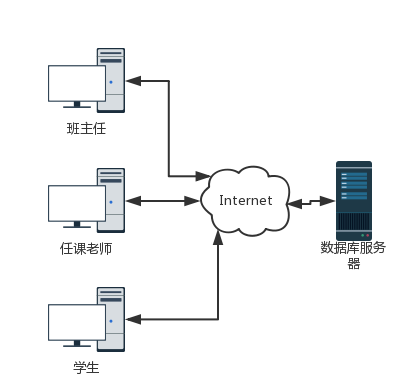 班主任
Internet
任课老师
数据库服务
器
学生